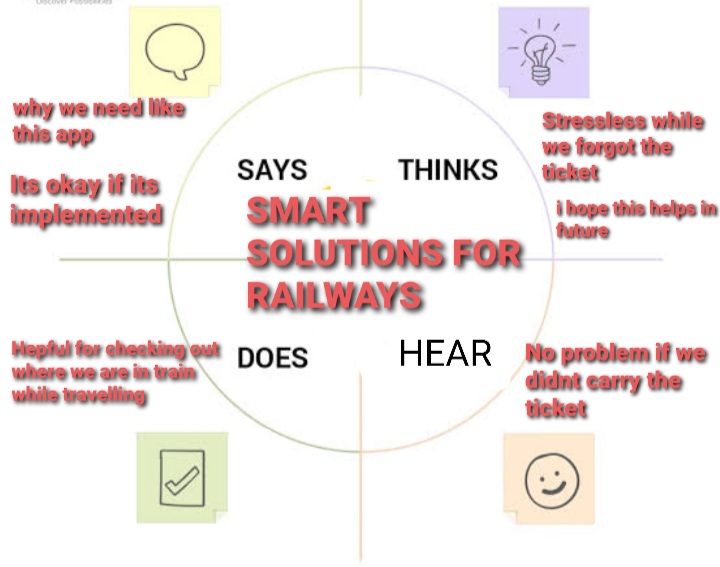 Discover Possibilities
why we need like
this app
Its okay if its
implemented
SAYS
THINKS
Stressless while
we forgot the
ticket
i hope this helps in
future
SMART
SOLUTIONS FOR
RAILWAYS
Hepful for checking out
where we are in train
while travelling
DOES
HEAR
No problem if we
didnt carry the
ticket